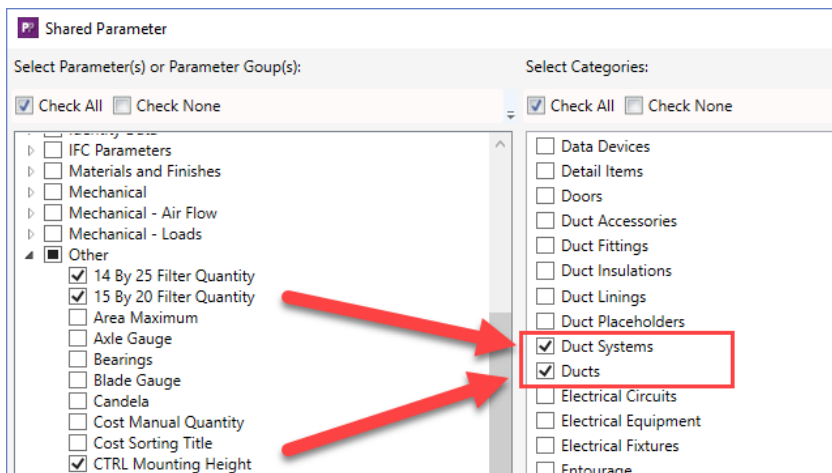 PP Shared Parameter
Select Parameter(s) or Parameter Goup(s):
Check All Check None
Identity Data
IFC Parameters
Materials and Finishes
Mechanical
Mechanical - Air Flow
Mechanical - Loads
Other
14 By 25 Filter Quantity
15 By 20 Filter Quantity
Area Maximum
Axle Gauge
Bearings
Blade Gauge
Candela
Cost Manual Quantity
Cost Sorting Title
CTRL Mounting Height
Select Categories:
Check All Check None
Data Devices
Detail Items
Doors
Duct Accessories
Duct Fittings
Duct Insulations
Duct Linings
Duct Placeholders
Duct Systems
Ducts
Electrical Circuits
Electrical Equipment
Electrical Fixtures
Entourage